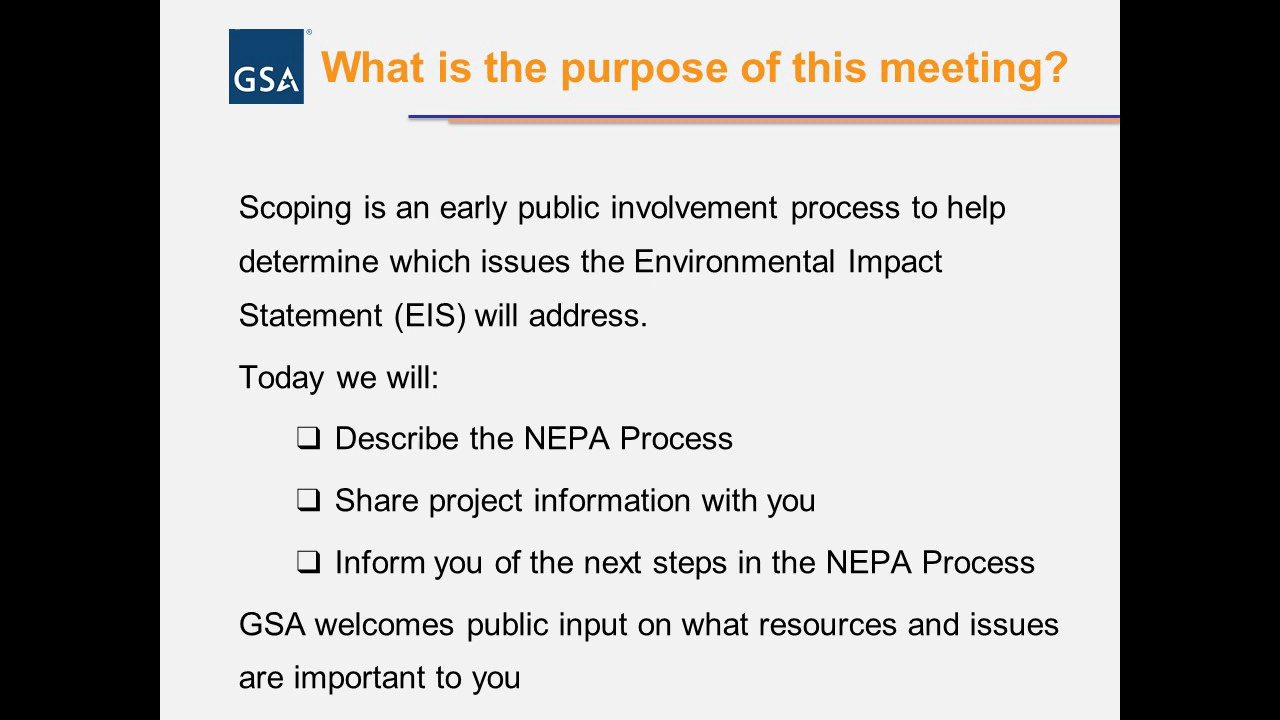 GSA®
What is the purpose of this meeting?
Scoping is an early public involvement process to help
determine which issues the Environmental Impact
Statement (EIS) will address.
Today we will:
❑ Describe the NEPA Process
❑ Share project information with you
❑ Inform you of the next steps in the NEPA Process
GSA welcomes public input on what resources and issues
are important to you